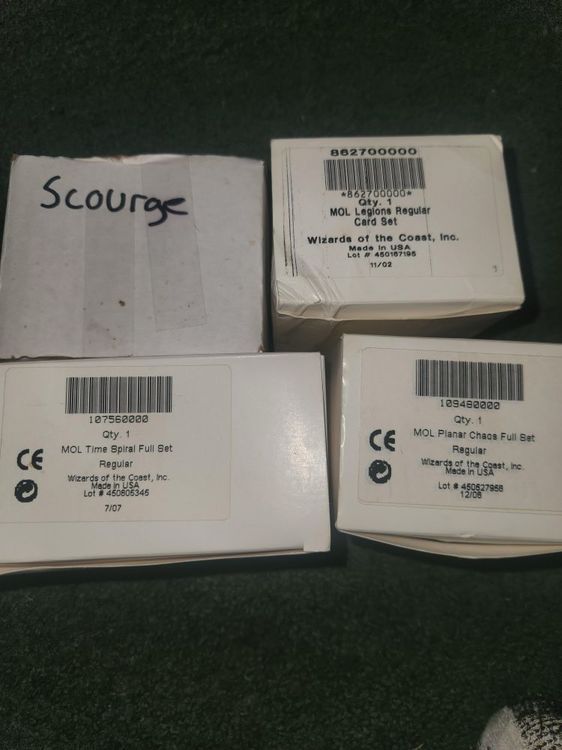 Scourge
862700000
*862700000*
Qty. 1
MOL Legions Regular
Card Set
Wizards of the Coast, Inc.
Made in USA
Lot # 450167195
11/02
107560000
Qty. 1
MOL Time Spiral Full Set
Regular
Wizards of the Coast, Inc.
Made in USA
Lot # 450605345
7/07
CE
109480000
Qty. 1
MOL Planar Chaos Full Set
Regular
Wizards of the Coast, Inc.
Made in USA
Lot # 450527956
12/06
CE